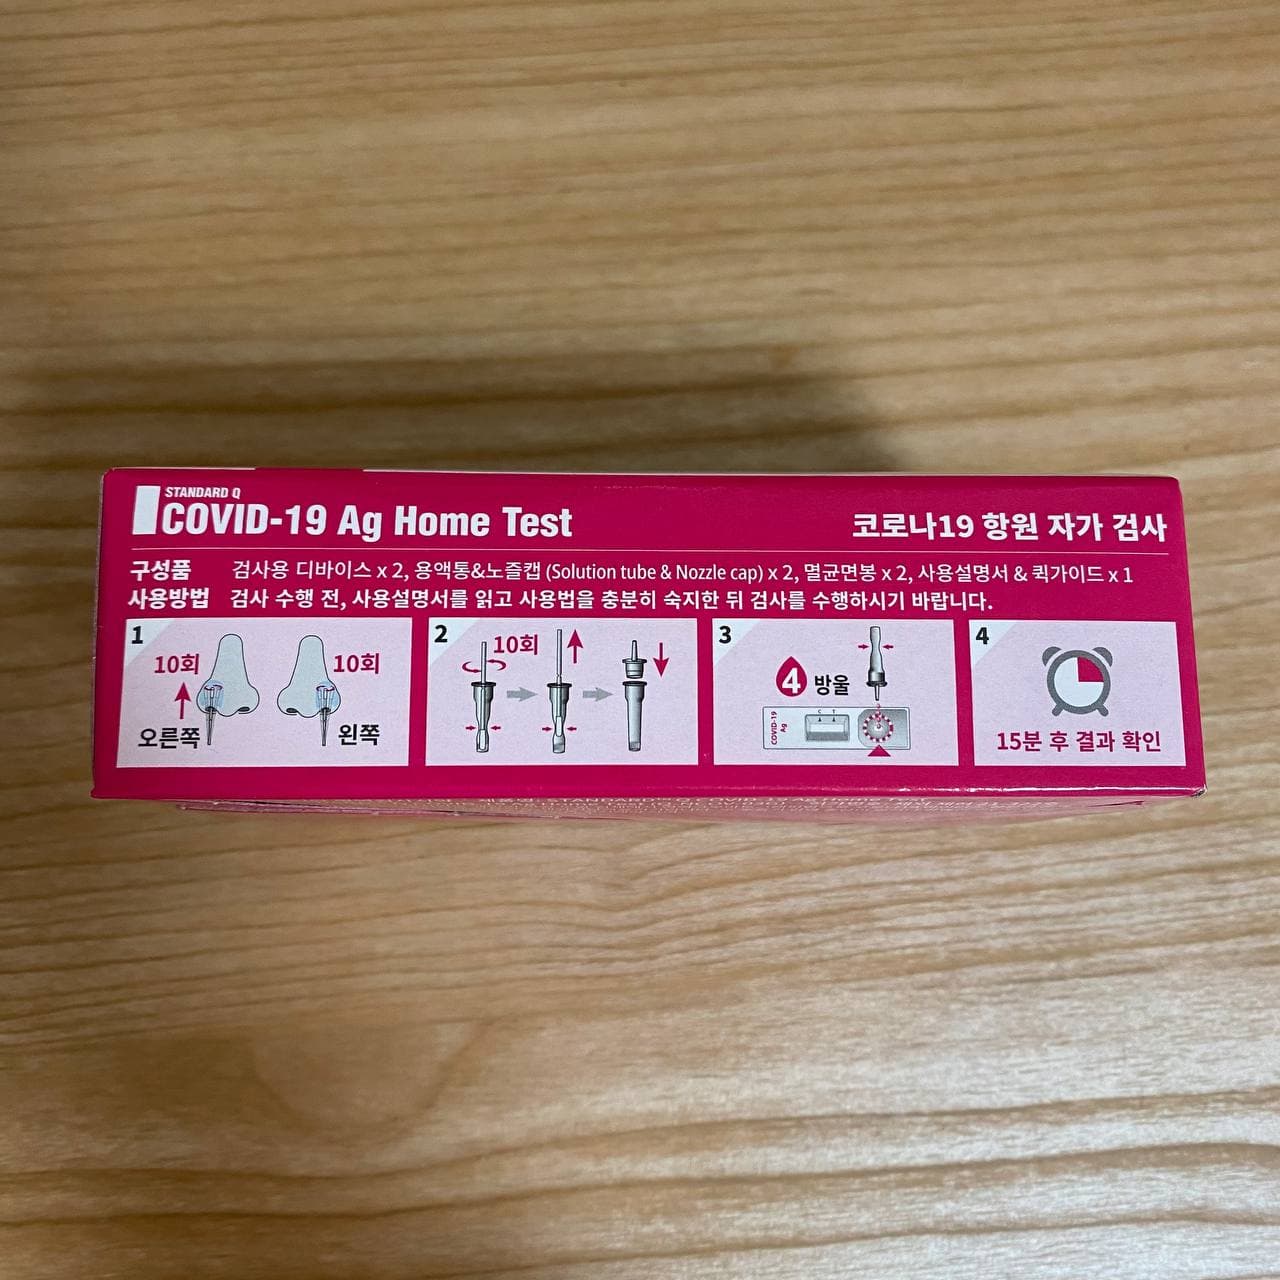 STANDARD Q
COVID-19 Ag Home Test
코로나19 항원 자가 검사
구성품 검사용 디바이스 x 2, 용액통&노즐캡 (Solution tube & Nozzle cap) x 2, 멸균면봉 x 2, 사용설명서 & 퀵가이드 x 1
사용방법 검사 수행 전, 사용설명서를 읽고 사용법을 충분히 숙지한 뒤 검사를 수행하시기 바랍니다.
1
10회
10회
오른쪽
왼쪽
2
10회
3
4 방울
COVID-19
Ag
C T
4
15분 후 결과 확인